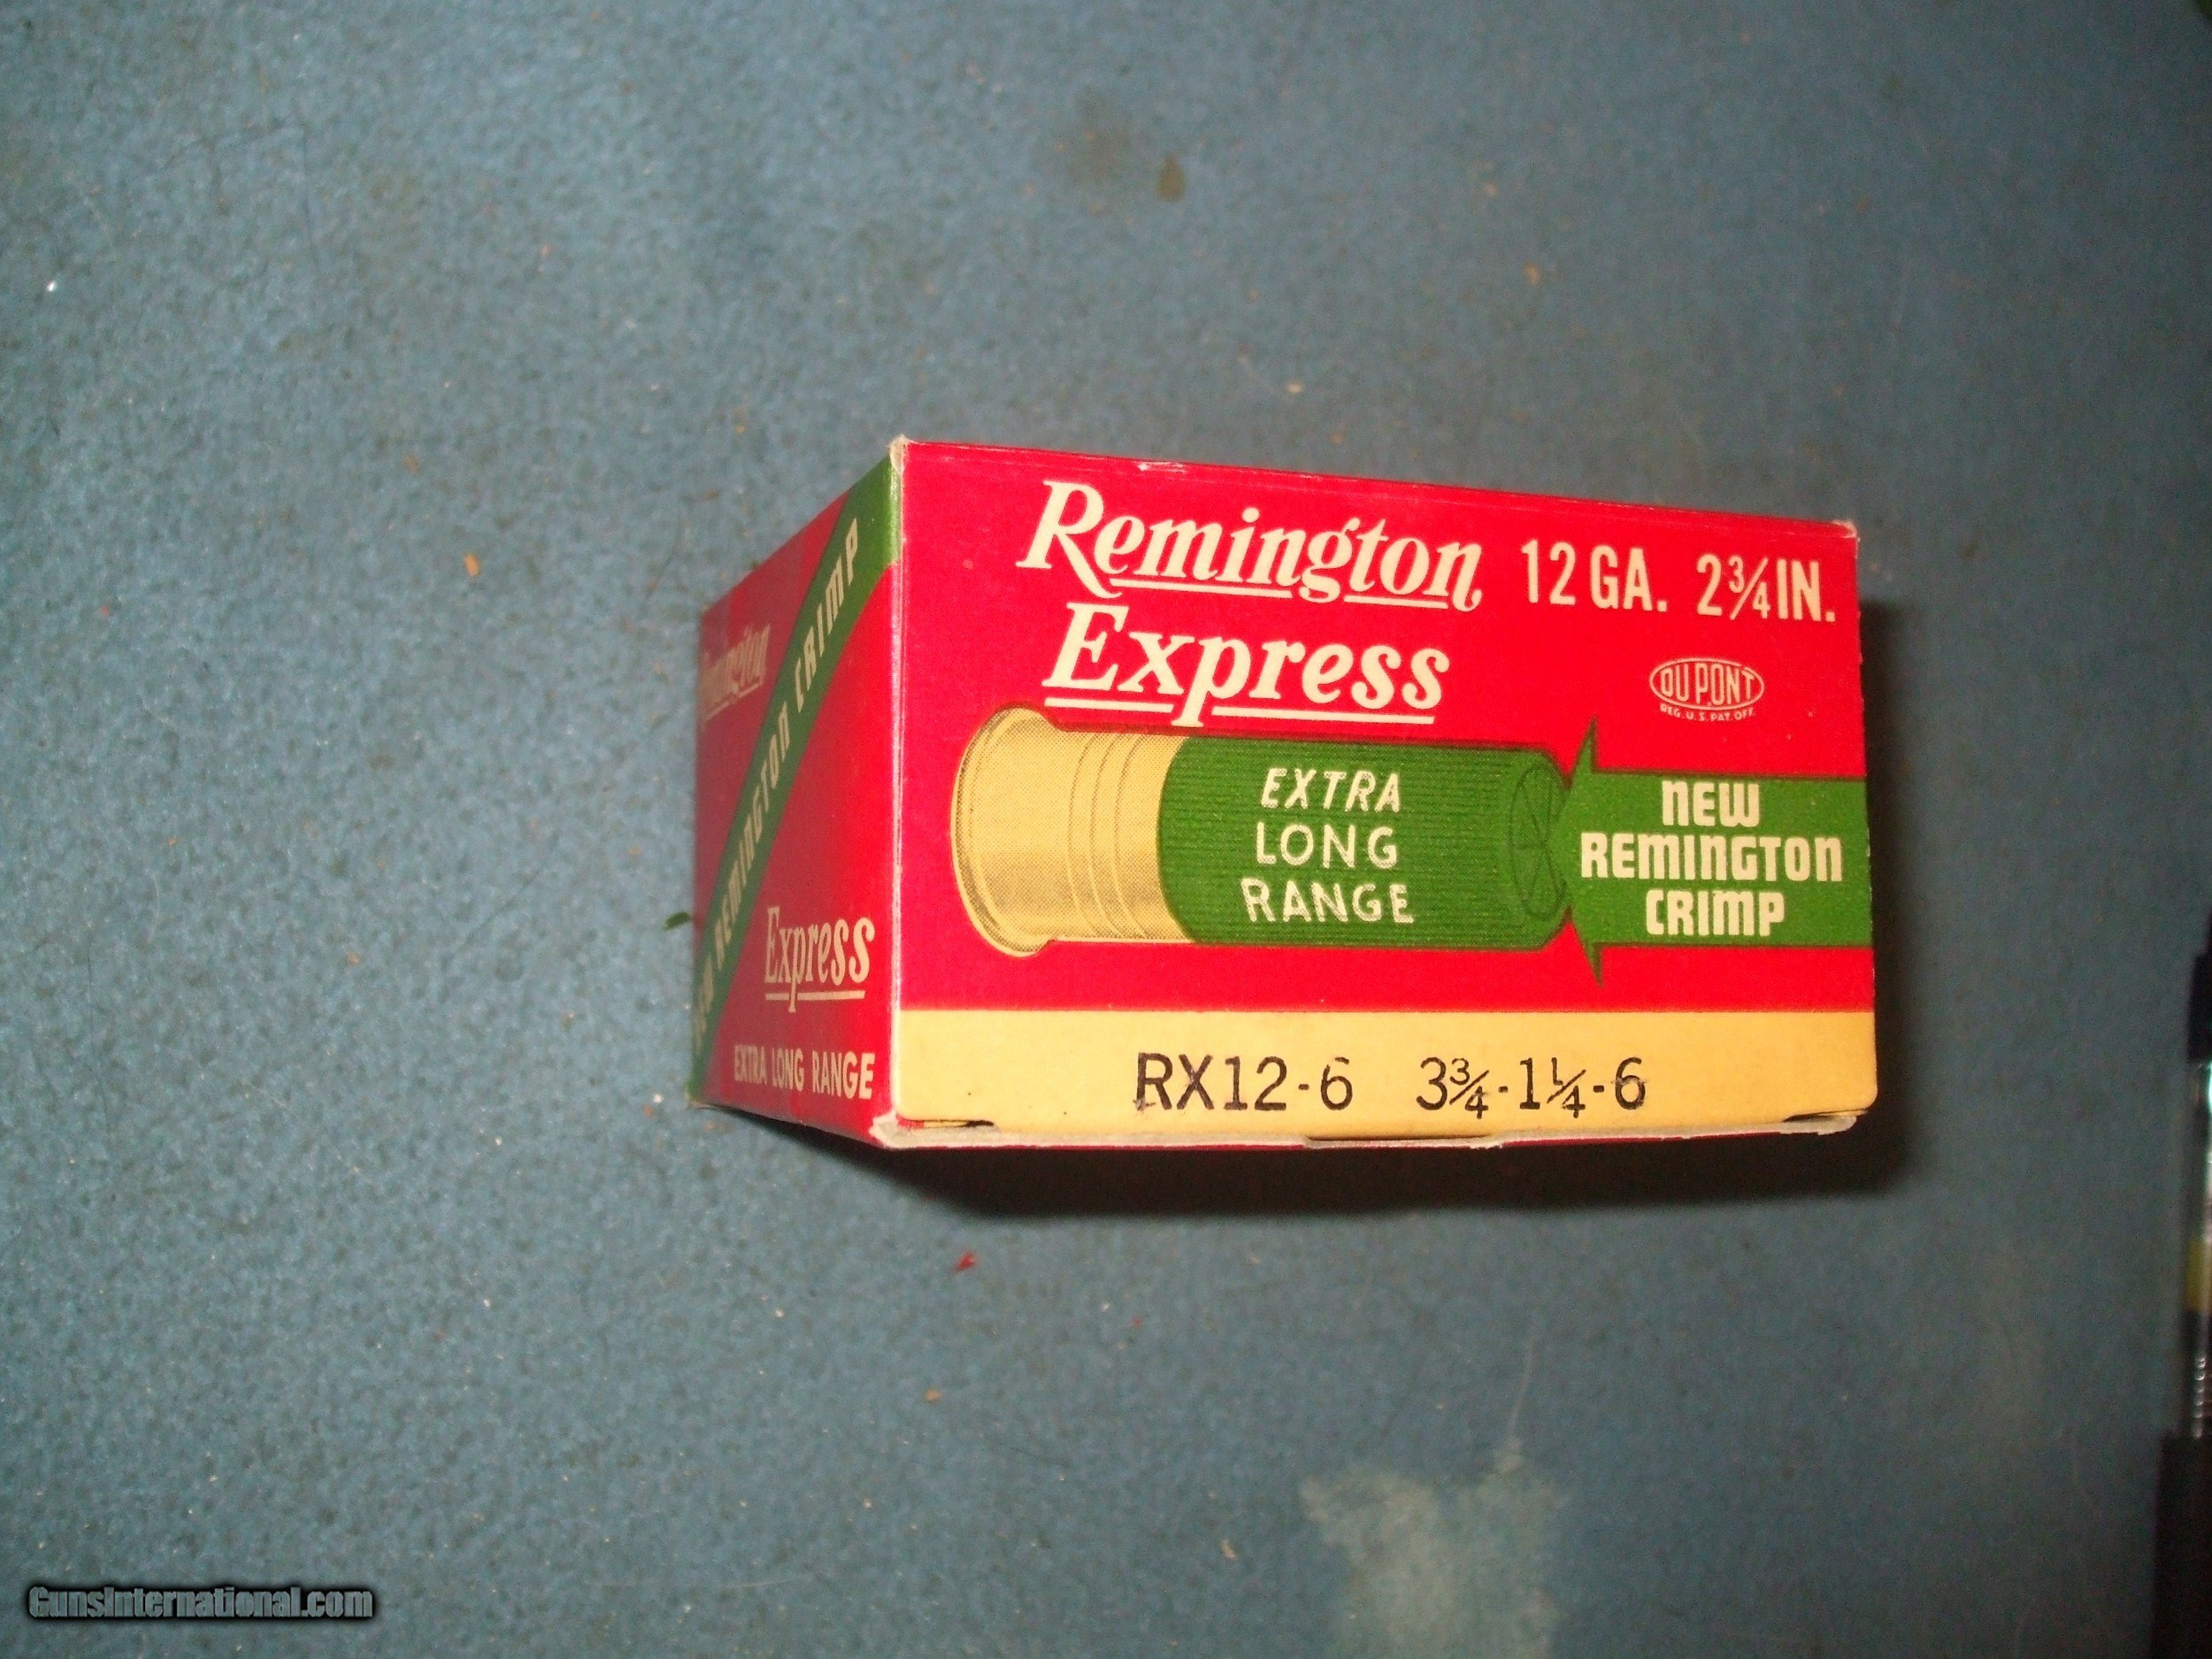 Remington
Express
12 GA. 2¾ IN.
DU PONT
REG. U.S. PAT. OFF.
EXTRA
LONG
RANGE
NEW
REMINGTON
CRIMP
RX12-6 3¾-1¼-6
Remington
NEW REMINGTON CRIMP
Express
EXTRA LONG RANGE
GunsInternational.com